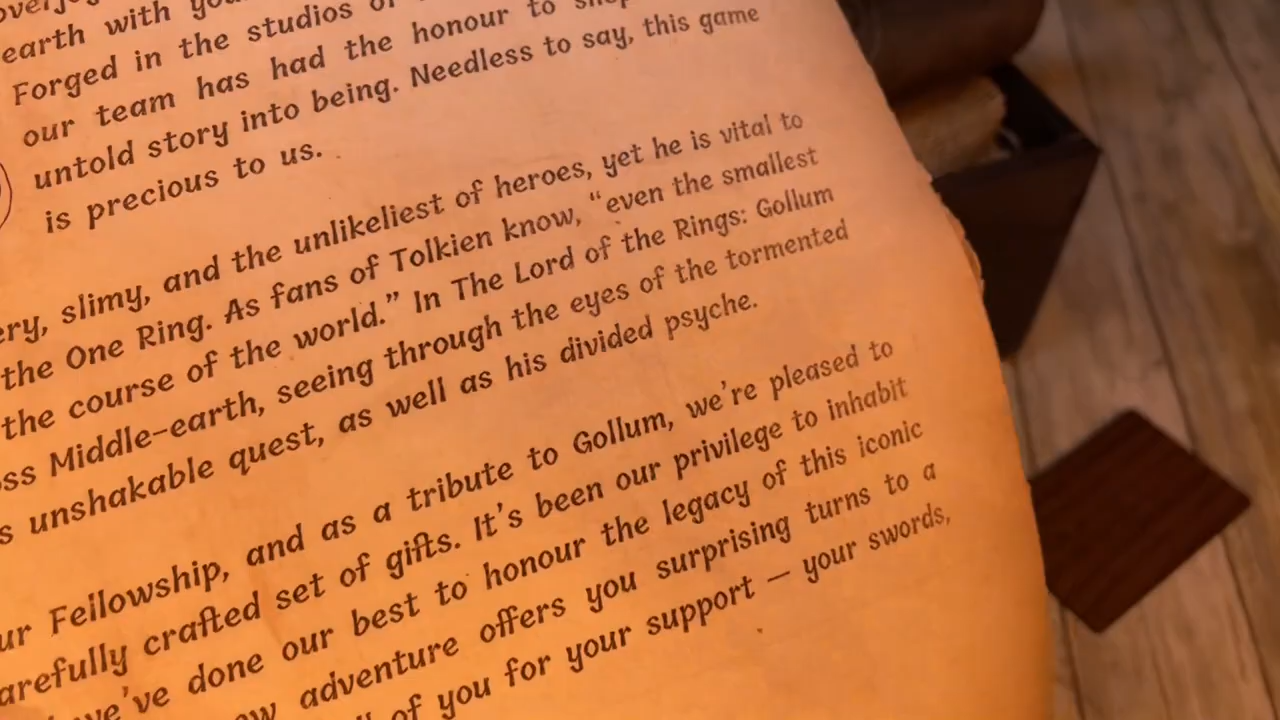 earth with
Forged in the studios
our team has had the honour to
untold story into being. Needless to say, this game
is precious to us.
slimy, and the unlikeliest of heroes, yet he is vital to
the One Ring. As fans of Tolkien know, “even the smallest
the course of the world.” In The Lord of the Rings: Gollum
Middle-earth, seeing through the eyes of the tormented
unshakable quest, as well as his divided psyche.
Fellowship, and as a tribute to Gollum, we’re pleased to
crafted set of gifts. It’s been our privilege to inhabit
we’ve done our best to honour the legacy of this iconic
adventure offers you surprising turns to a
of you for your support — your swords,